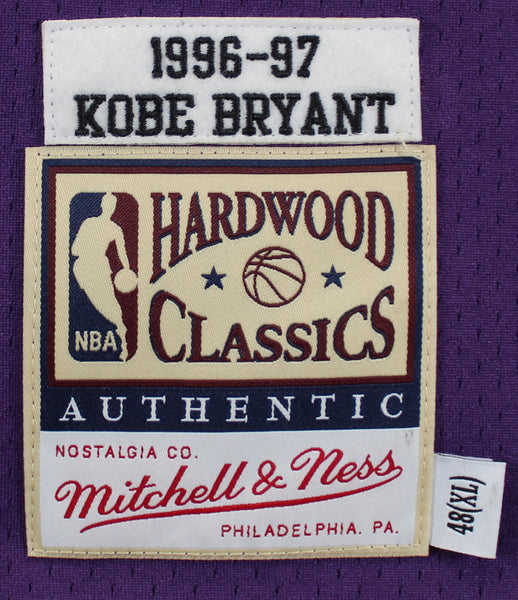 1996-97
KOBE BRYANT
HARDWOOD
CLASSICS
NBA
AUTHENTIC
NOSTALGIA CO.
Mitchell & Ness
PHILADELPHIA. PA.
48(XL)